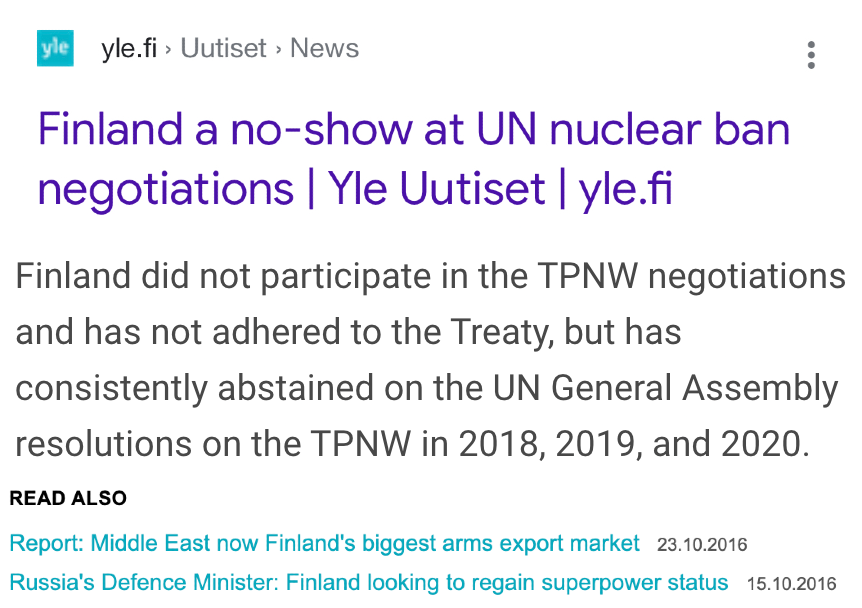 yle yle.fi › Uutiset › News
Finland a no-show at UN nuclear ban
negotiations | Yle Uutiset | yle.fi
Finland did not participate in the TPNW negotiations
and has not adhered to the Treaty, but has
consistently abstained on the UN General Assembly
resolutions on the TPNW in 2018, 2019, and 2020.
READ ALSO
Report: Middle East now Finland's biggest arms export market 23.10.2016
Russia's Defence Minister: Finland looking to regain superpower status 15.10.2016